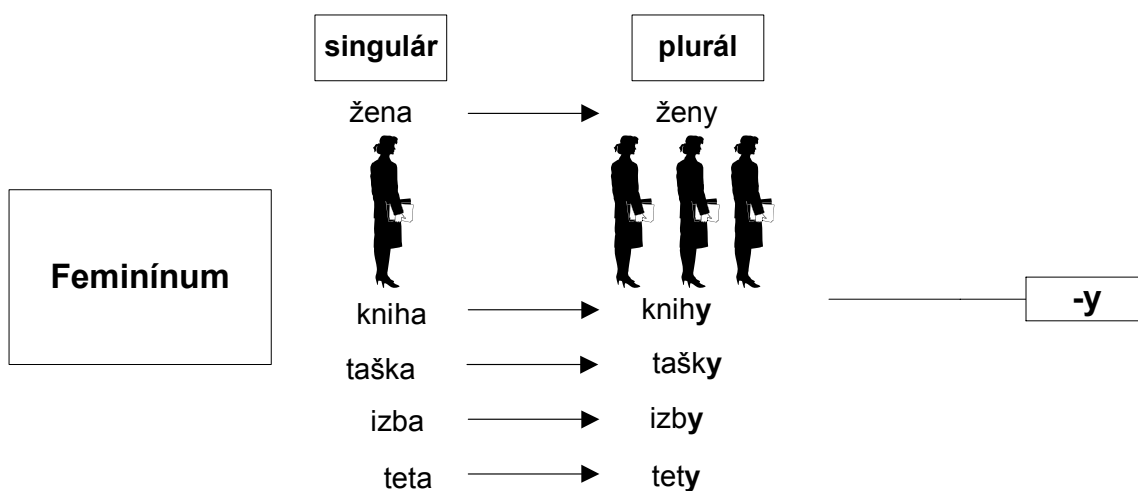 singulár plurál
žena ženy
Feminínum
kniha knihy
-y
taška tašky
izba izby
teta tety